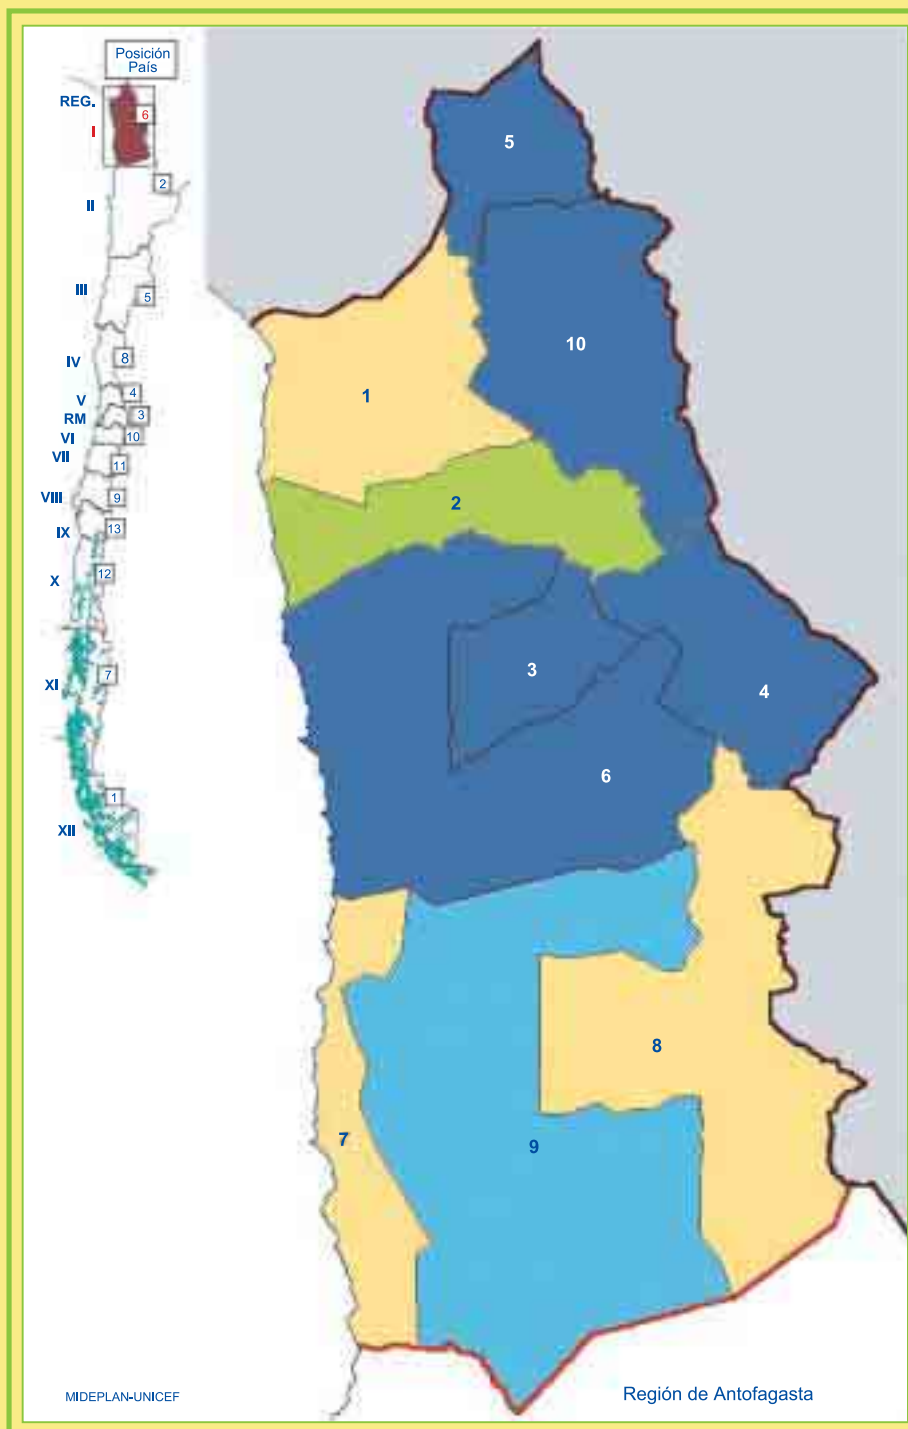 Posición
País
REG.
I
6
II
2
III
5
IV
8
V
4
RM
3
VI
10
VII
11
VIII
9
IX
13
X
12
XI
7
XII
1
5
10
1
2
3
4
6
8
7
9
MIDEPLAN-UNICEF
Región de Antofagasta